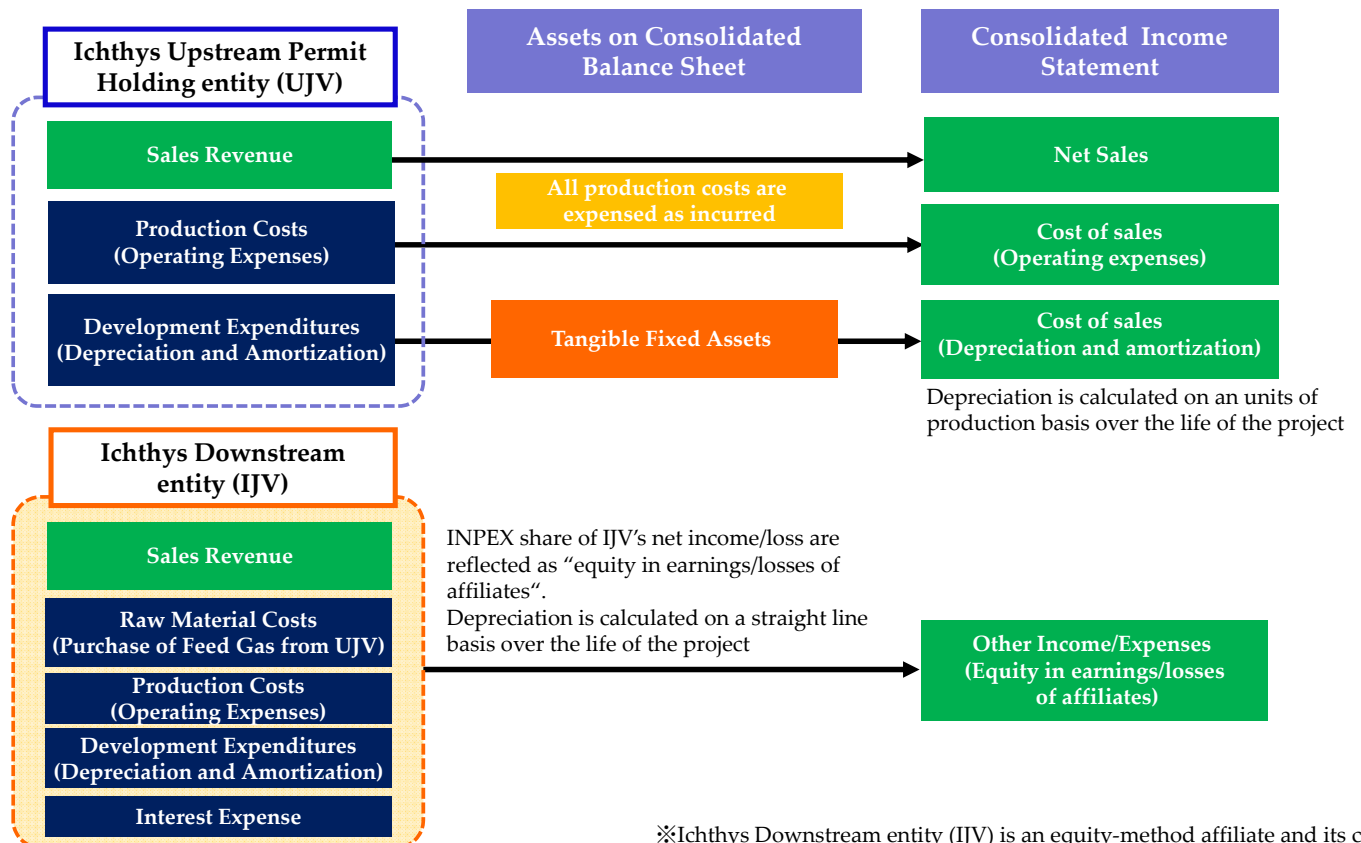 Ichthys Upstream Permit
Holding entity (UJV)
Assets on Consolidated
Balance Sheet
Consolidated Income
Statement
Sales Revenue
Net Sales
All production costs are
expensed as incurred
Production Costs
(Operating Expenses)
Cost of sales
(Operating expenses)
Development Expenditures
(Depreciation and Amortization)
Tangible Fixed Assets
Cost of sales
(Depreciation and amortization)
Depreciation is calculated on an units of
production basis over the life of the project
Ichthys Downstream
entity (IJV)
Sales Revenue
Raw Material Costs
(Purchase of Feed Gas from UJV)
Production Costs
(Operating Expenses)
Development Expenditures
(Depreciation and Amortization)
Interest Expense
INPEX share of IJV’s net income/loss are
reflected as “equity in earnings/losses of
affiliates“.
Depreciation is calculated on a straight line
basis over the life of the project
Other Income/Expenses
(Equity in earnings/losses
of affiliates)
※Ichthys Downstream entity (IJV) is an equity-method affiliate and its